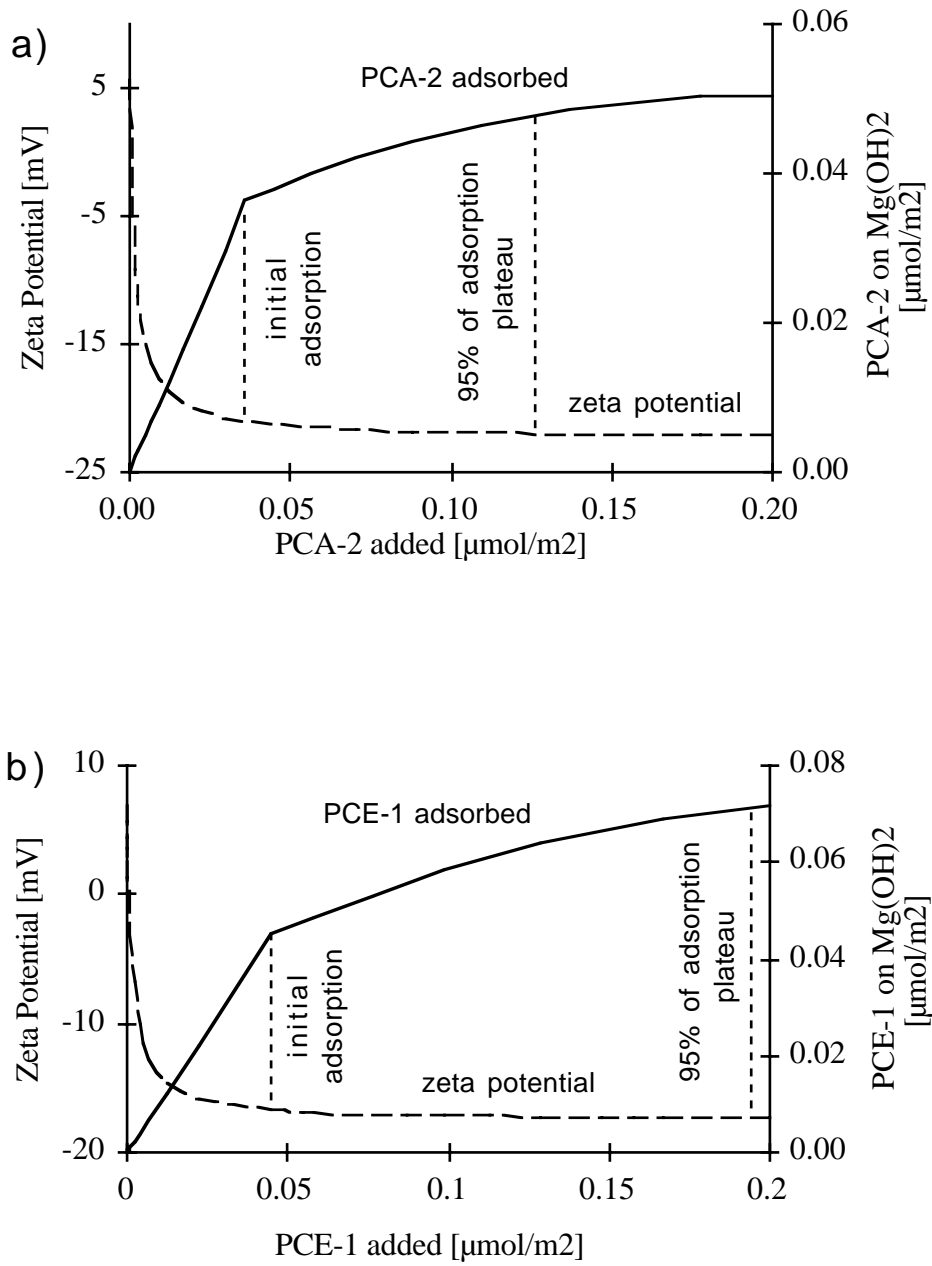 a)
0.06
PCA-2 adsorbed
5
0.04
-5
0.02
-15
0.00
-25
Zeta Potential [mV]
initial
adsorption
95% of adsorption
plateau
zeta potential
PCA-2 on Mg(OH)2
[µmol/m2]
0.00 0.05 0.10 0.15 0.20
PCA-2 added [µmol/m2]
b)
10
0.08
PCE-1 adsorbed
0.06
0
0.04
-10
0.02
-20
0.00
Zeta Potential [mV]
initial
adsorption
zeta potential
95% of adsorption
plateau
PCE-1 on Mg(OH)2
[µmol/m2]
0 0.05 0.1 0.15 0.2
PCE-1 added [µmol/m2]